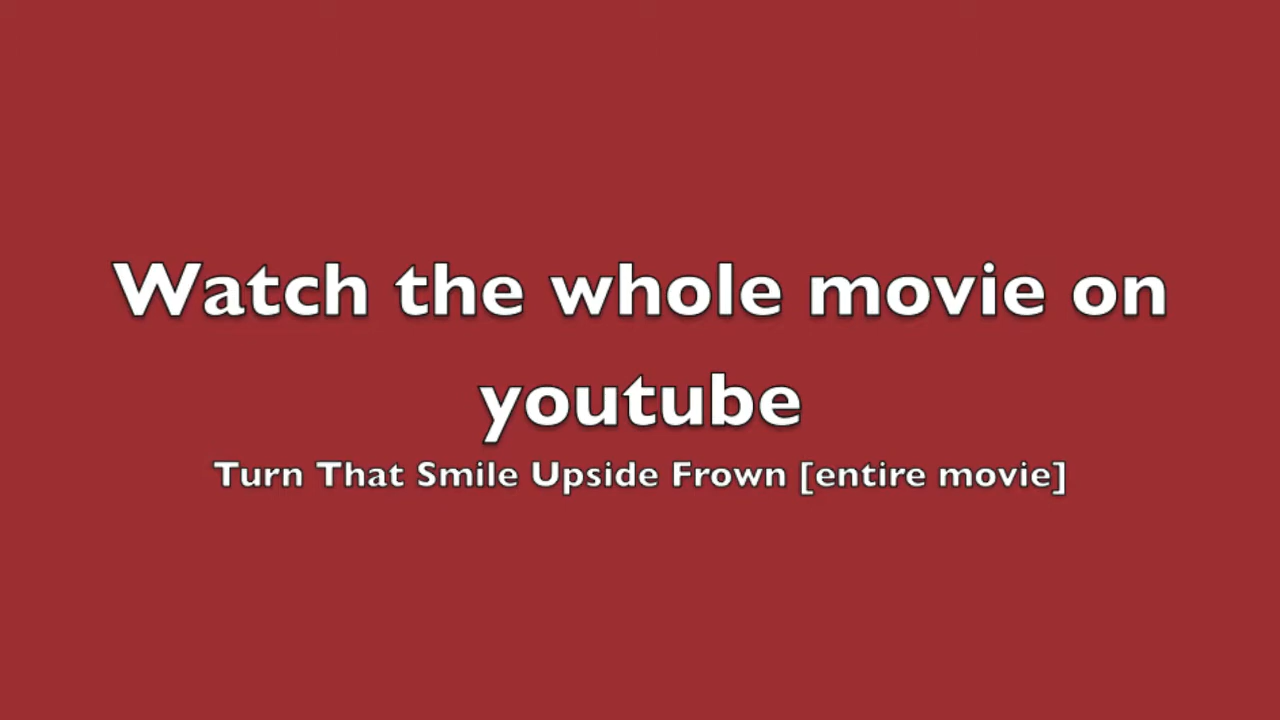 Watch the whole movie on
youtube
Turn That Smile Upside Frown [entire movie]